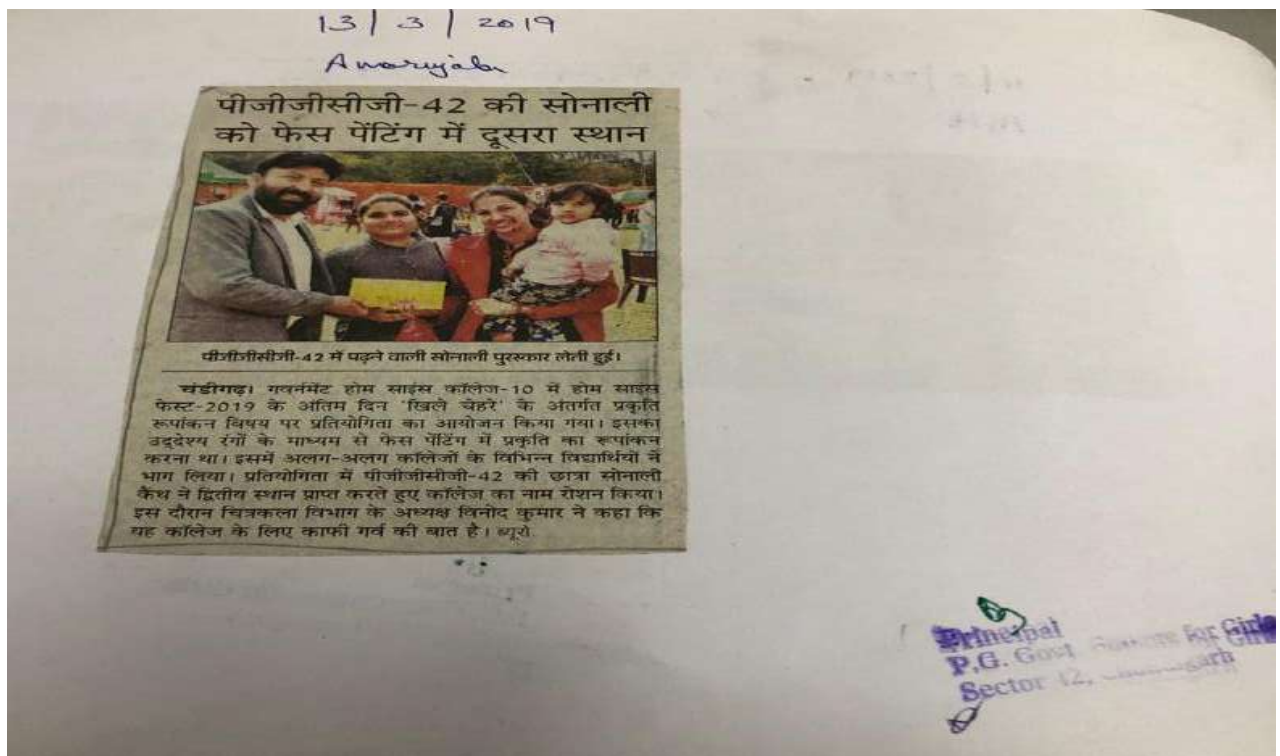 13/3/2019
Amarujala
पीजीजीसीजी-42 की सोनाली
को फेस पेंटिंग में दूसरा स्थान
पीजीजीसीजी-42 में पढ़ने वाली सोनाली पुरस्कार लेती हुई।
चंडीगढ़। गवर्नमेंट होम साइंस कॉलेज-10 में होम साइंस
फेस्ट-2019 के अंतिम दिन 'खिले चेहरे' के अंतर्गत प्रकृति
रूपांकन विषय पर प्रतियोगिता का आयोजन किया गया। इसका
उद्देश्य रंगों के माध्यम से फेस पेंटिंग में प्रकृति का रूपांकन
करना था। इसमें अलग-अलग कॉलेजों के विभिन्न विद्यार्थियों ने
भाग लिया। प्रतियोगिता में पीजीजीसीजी-42 की छात्रा सोनाली
कैंथ ने द्वितीय स्थान प्राप्त करते हुए कॉलेज का नाम रोशन किया।
इस दौरान चित्रकला विभाग के अध्यक्ष विनोद कुमार ने कहा कि
यह कॉलेज के लिए काफी गर्व की बात है। ब्यूरो
Principal
P.G. Govt for Girls
Sector